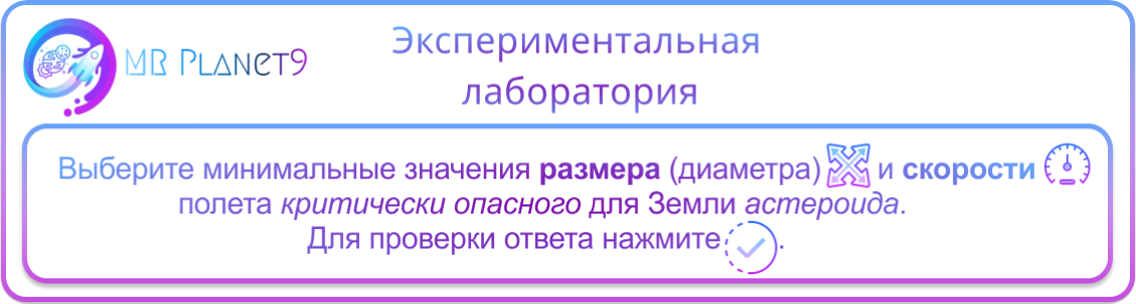 MR PLANET9
Экспериментальная
лаборатория
Выберите минимальные значения размера (диаметра) и скорости
полета критически опасного для Земли астероида.
Для проверки ответа нажмите .